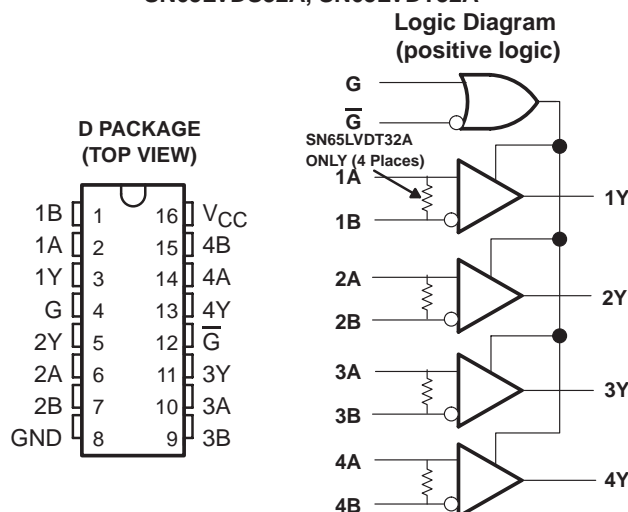 SN65LVDS32A, SN65LVDT32A
Logic Diagram
(positive logic)
D PACKAGE
(TOP VIEW)
1B 1 16 VCC
1A 2 15 4B
1Y 3 14 4A
G 4 13 4Y
2Y 5 12 G̅
2A 6 11 3Y
2B 7 10 3A
GND 8 9 3B
G
G̅
SN65LVDT32A
ONLY (4 Places)
1A
1Y
1B
2A
2Y
2B
3A
3Y
3B
4A
4Y
4B